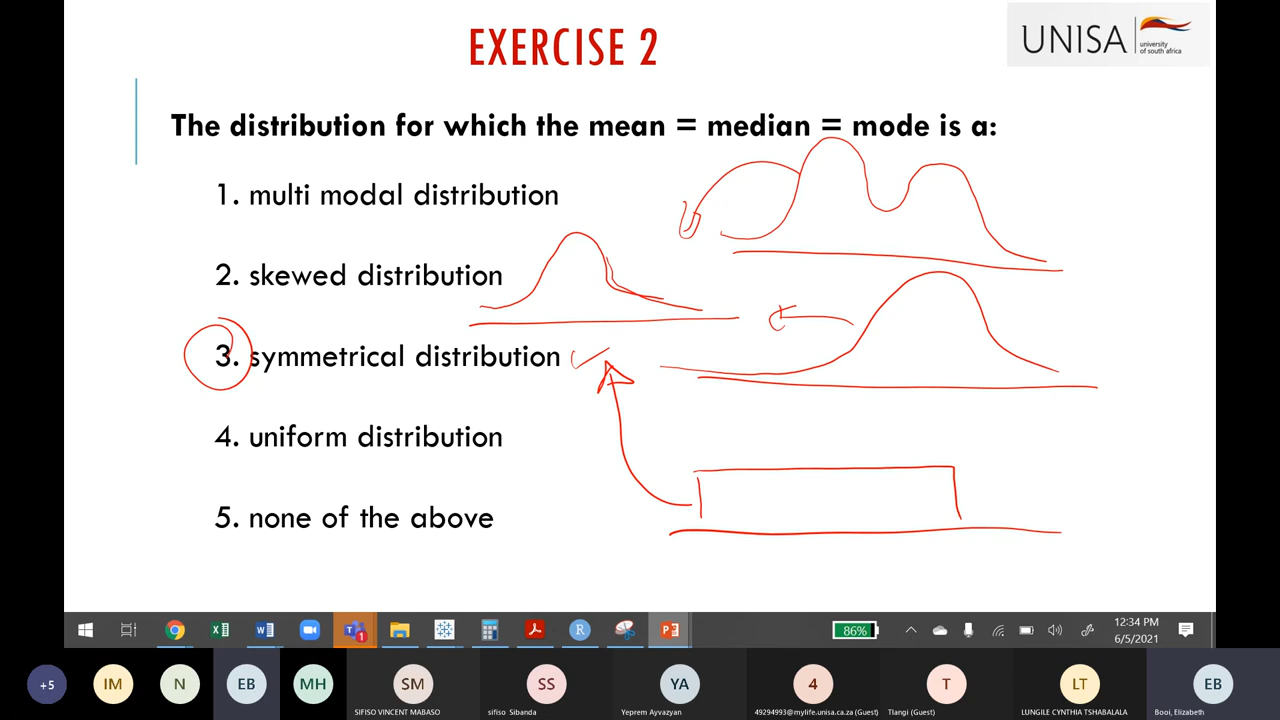 EXERCISE 2
UNISA
university
of south africa
The distribution for which the mean = median = mode is a:
1. multi modal distribution
2. skewed distribution
3. symmetrical distribution
4. uniform distribution
5. none of the above
86%
12:34 PM
6/5/2021
+5
IM
N
EB
MH
SM
SIFISO VINCENT MABASO
SS
sifiso Sibanda
YA
Yeprem Ayvazyan
4
49294993@mylife.unisa.ca.za (Guest)
T
Tlangi (Guest)
LT
LUNGILE CYNTHIA TSHABALALA
EB
Booi, Elizabeth